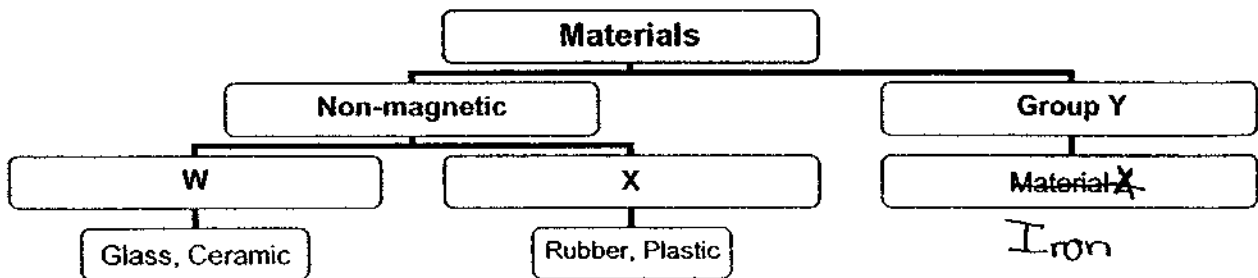 Materials
Non-magnetic
Group Y
W
X
Material
Glass, Ceramic
Rubber, Plastic
Iron